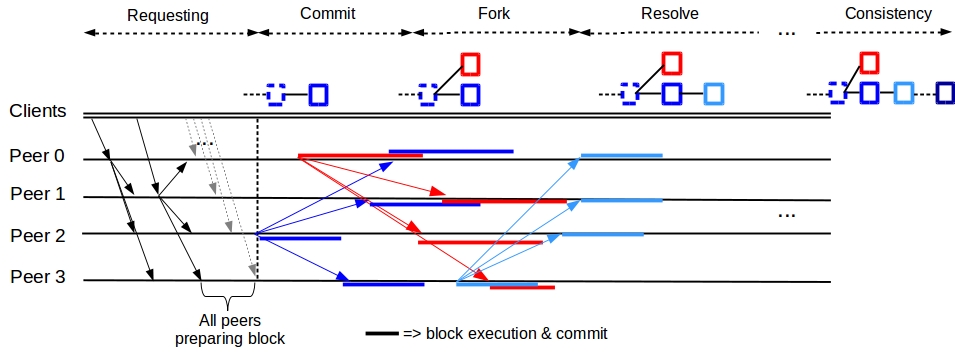 Requesting
Commit
Fork
Resolve
...
Consistency
Clients
...
Peer 0
Peer 1
...
Peer 2
Peer 3
All peers
preparing block
=> block execution & commit